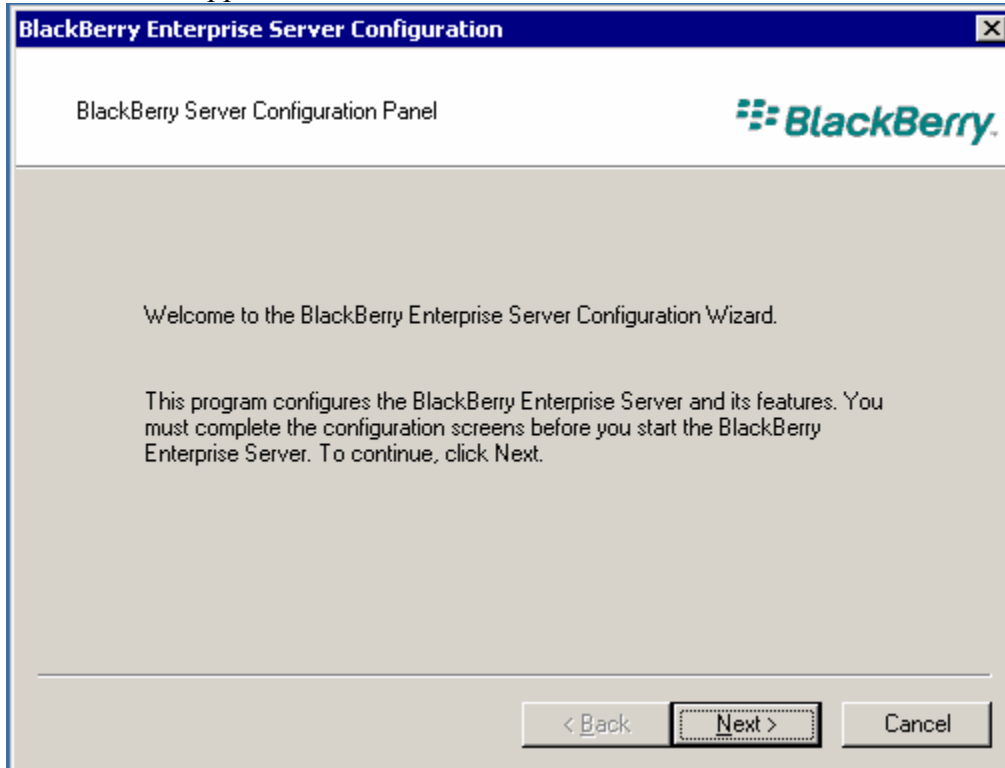 BlackBerry Enterprise Server Configuration
BlackBerry Server Configuration Panel
BlackBerry
Welcome to the BlackBerry Enterprise Server Configuration Wizard.
This program configures the BlackBerry Enterprise Server and its features. You
must complete the configuration screens before you start the BlackBerry
Enterprise Server. To continue, click Next.
< Back
Next >
Cancel